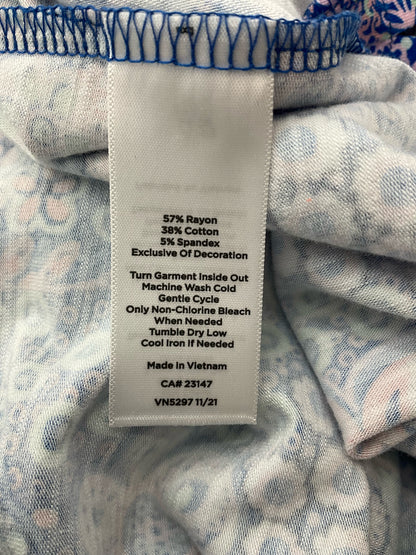 57% Rayon
38% Cotton
5% Spandex
Exclusive Of Decoration
Turn Garment Inside Out
Machine Wash Cold
Gentle Cycle
Only Non-Chlorine Bleach
When Needed
Tumble Dry Low
Cool Iron If Needed
Made in Vietnam
CA# 23147
VN5297 11/21